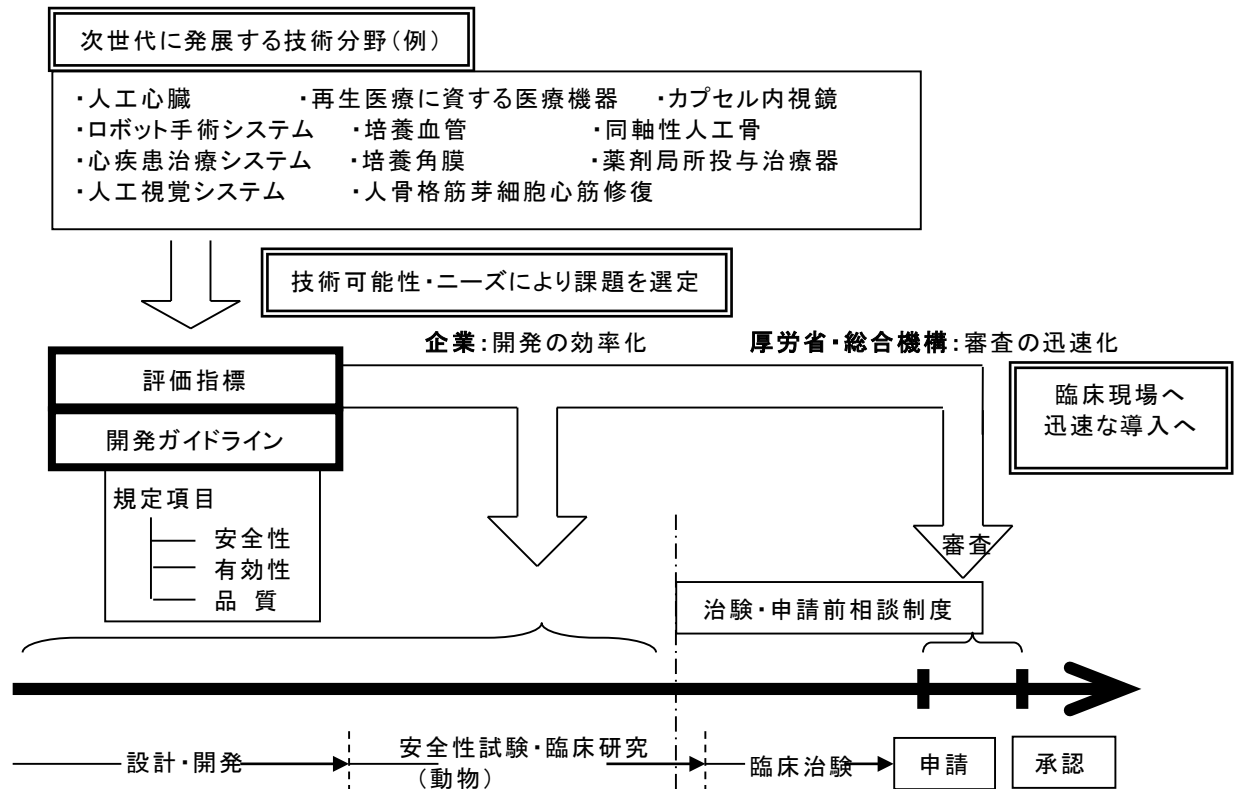 次世代に発展する技術分野(例)
・人工心臓 ・再生医療に資する医療機器 ・カプセル内視鏡
・ロボット手術システム ・培養血管 ・同軸性人工骨
・心疾患治療システム ・培養角膜 ・薬剤局所投与治療器
・人工視覚システム ・人骨格筋芽細胞心筋修復
技術可能性・ニーズにより課題を選定
企業:開発の効率化 厚労省・総合機構:審査の迅速化
評価指標
開発ガイドライン
臨床現場へ
迅速な導入へ
規定項目
安全性
有効性
品 質
審査
治験・申請前相談制度
設計・開発
安全性試験・臨床研究
(動物)
臨床治験
申請
承認